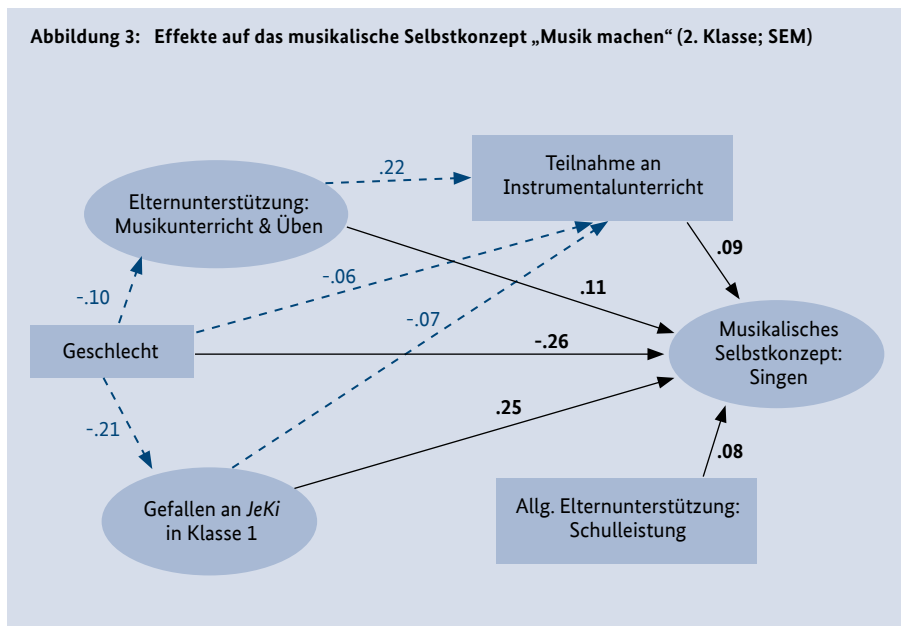 Abbildung 3: Effekte auf das musikalische Selbstkonzept „Musik machen“ (2. Klasse; SEM)
Teilnahme an
Instrumentalunterricht
.22
Elternunterstützung:
Musikunterricht & Üben
.09
-.06
-.10
.11
-.07
Musikalisches
Selbstkonzept:
Singen
Geschlecht
-.26
.25
-.21
.08
Gefallen an JeKi
in Klasse 1
Allg. Elternunterstützung:
Schulleistung